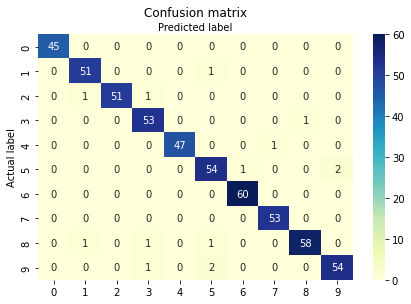 Confusion matrix
Predicted label
0 45 0 0 0 0 0 0 0 0 0 60
1 0 51 0 0 0 1 0 0 0 0 50
2 0 1 51 1 0 0 0 0 0 0
3 0 0 0 53 0 0 0 0 1 0 40
4 0 0 0 0 47 0 0 1 0 0
Actual label
5 0 0 0 0 0 54 1 0 0 2 30
6 0 0 0 0 0 0 60 0 0 0 20
7 0 0 0 0 0 0 0 53 0 0
8 0 1 0 1 0 1 0 0 58 0 10
9 0 0 0 1 0 2 0 0 0 54 0
0 1 2 3 4 5 6 7 8 9